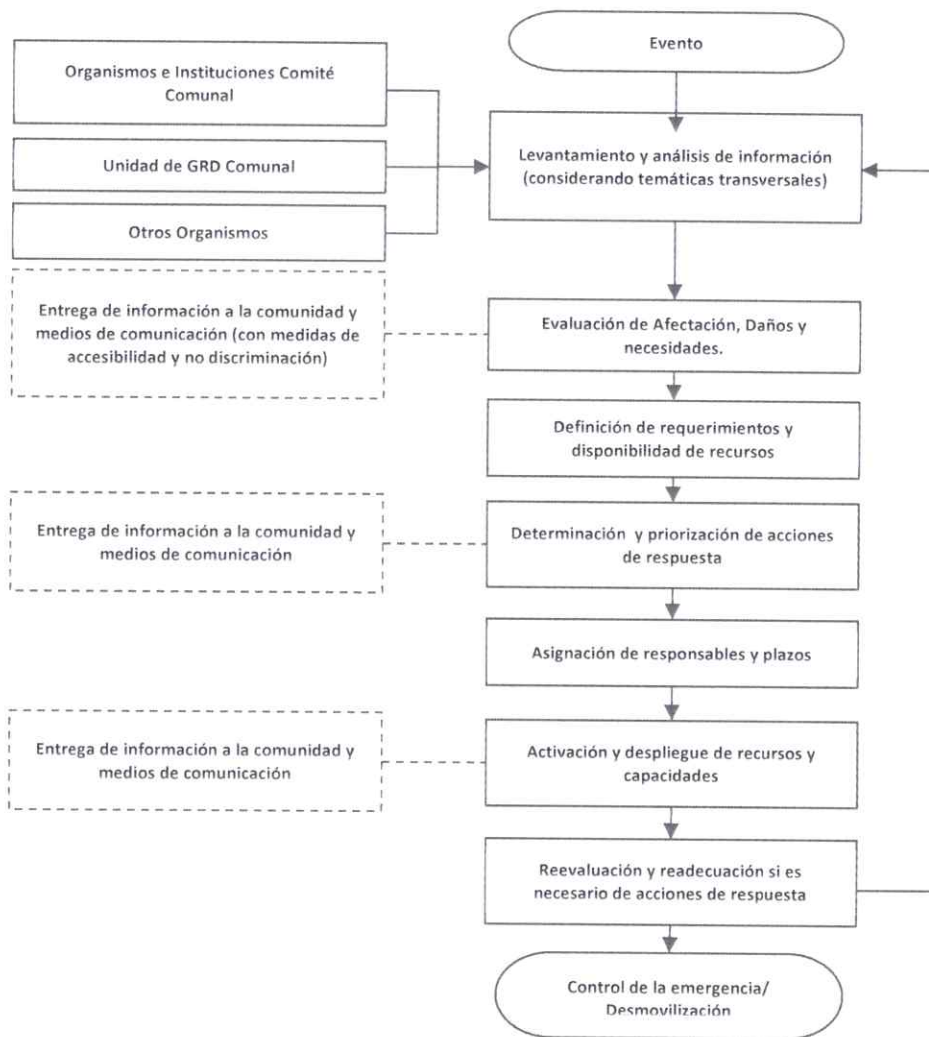 Evento
Organismos e Instituciones Comité
Comunal
Unidad de GRD Comunal
Otros Organismos
Levantamiento y análisis de información
(considerando temáticas transversales)
Entrega de información a la comunidad y
medios de comunicación (con medidas de
accesibilidad y no discriminación)
Evaluación de Afectación, Daños y
necesidades.
Definición de requerimientos y
disponibilidad de recursos
Entrega de información a la comunidad y
medios de comunicación
Determinación y priorización de acciones
de respuesta
Asignación de responsables y plazos
Entrega de información a la comunidad y
medios de comunicación
Activación y despliegue de recursos y
capacidades
Reevaluación y readecuación si es
necesario de acciones de respuesta
Control de la emergencia/
Desmovilización